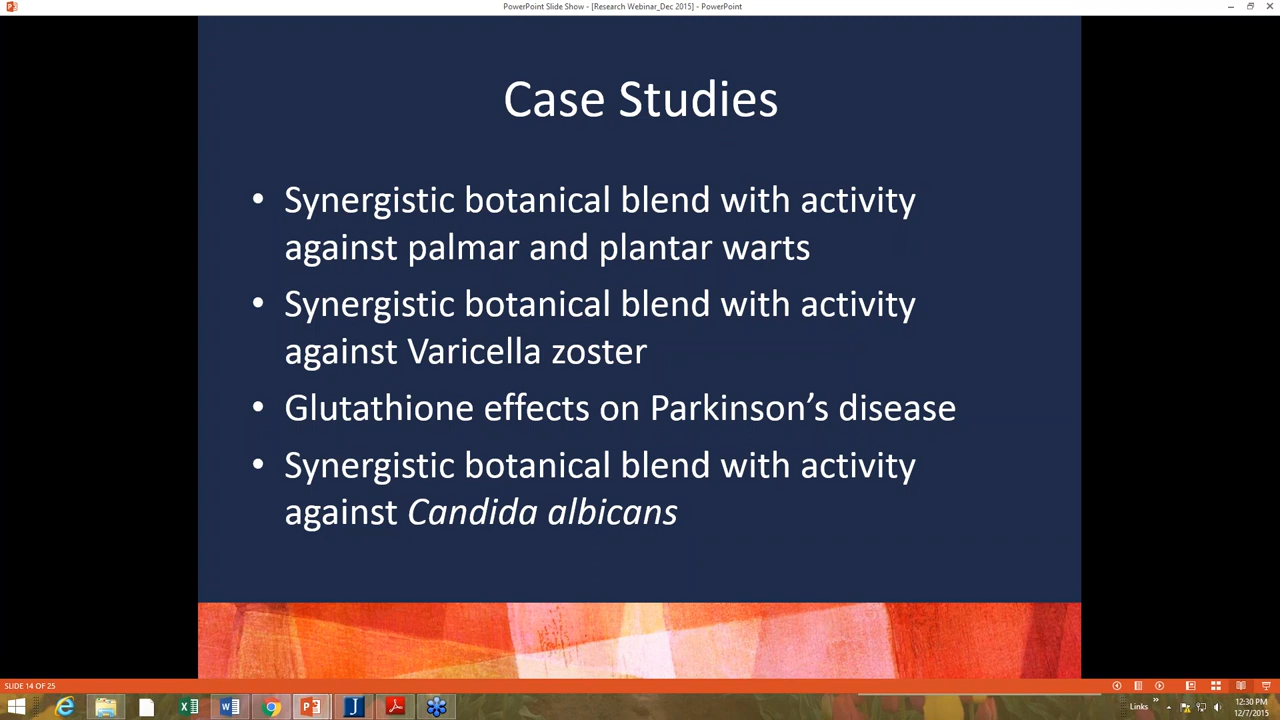 PowerPoint Slide Show - [Research Webinar_Dec 2015] - PowerPoint
Case Studies
• Synergistic botanical blend with activity
against palmar and plantar warts
• Synergistic botanical blend with activity
against Varicella zoster
• Glutathione effects on Parkinson’s disease
• Synergistic botanical blend with activity
against Candida albicans
SLIDE 14 OF 25
Links
12:30 PM
12/7/2015